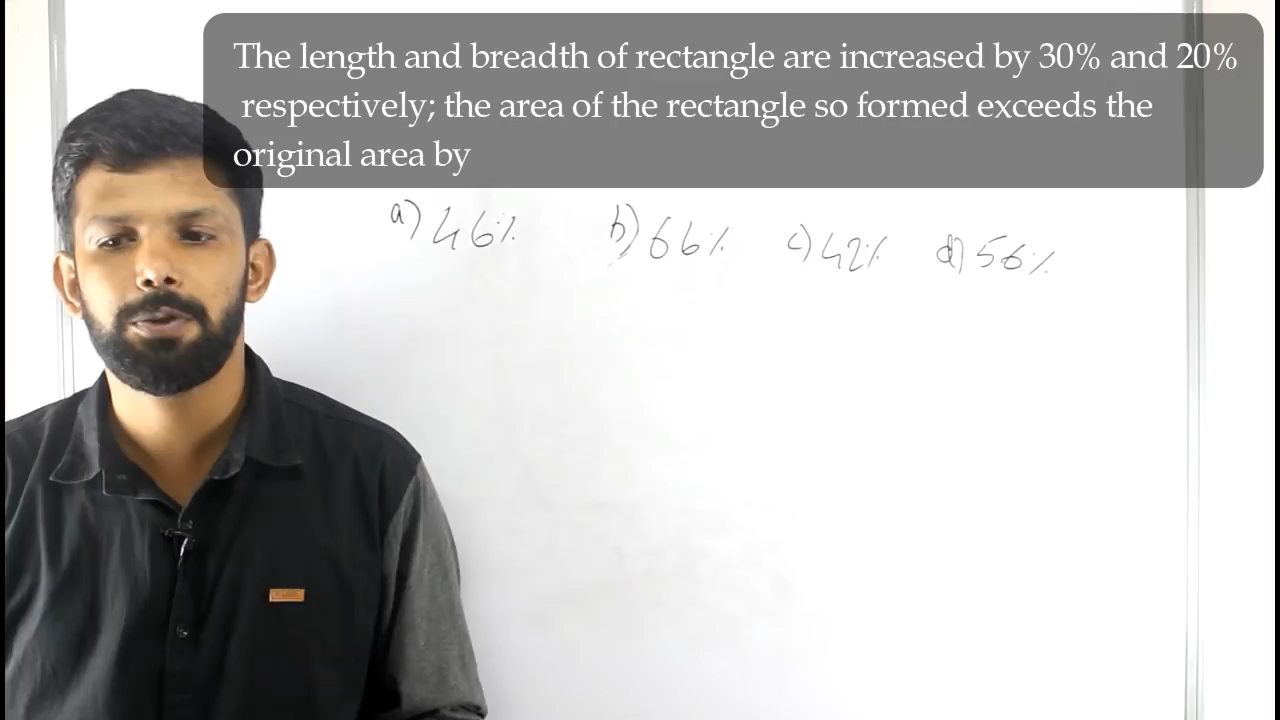 The length and breadth of rectangle are increased by 30% and 20%
respectively; the area of the rectangle so formed exceeds the
original area by
a) 46% b) 66% c) 42% d) 56%